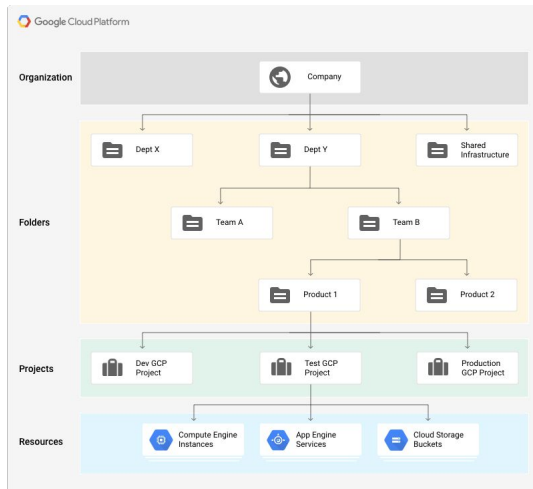 Google Cloud Platform
Organization
Company
Dept X
Dept Y
Shared
Infrastructure
Folders
Team A
Team B
Product 1
Product 2
Projects
Dev GCP
Project
Test GCP
Project
Production
GCP Project
Resources
Compute Engine
Instances
App Engine
Services
Cloud Storage
Buckets